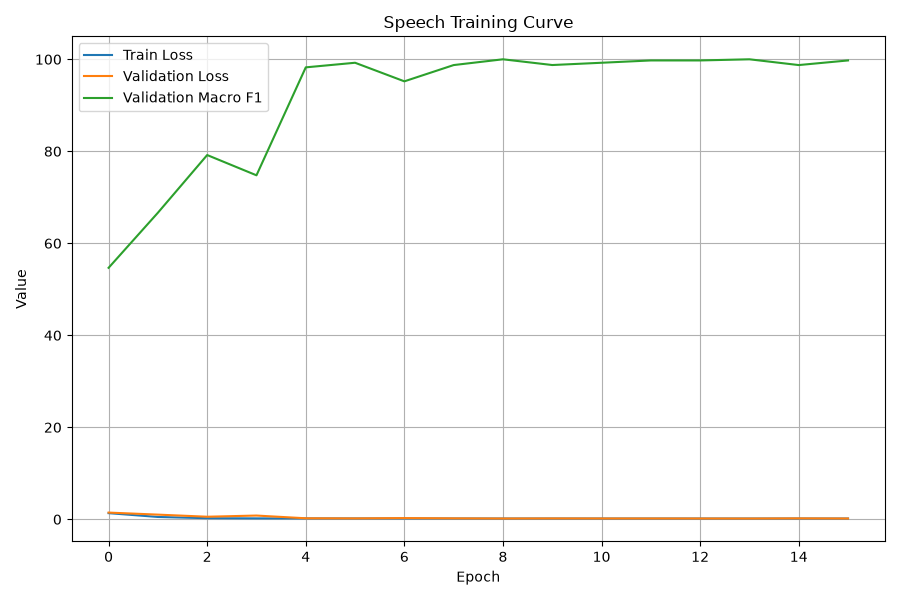 Speech Training Curve
Train Loss
Validation Loss
Validation Macro F1
100
80
60
40
20
0
Value
0 2 4 6 8 10 12 14
Epoch